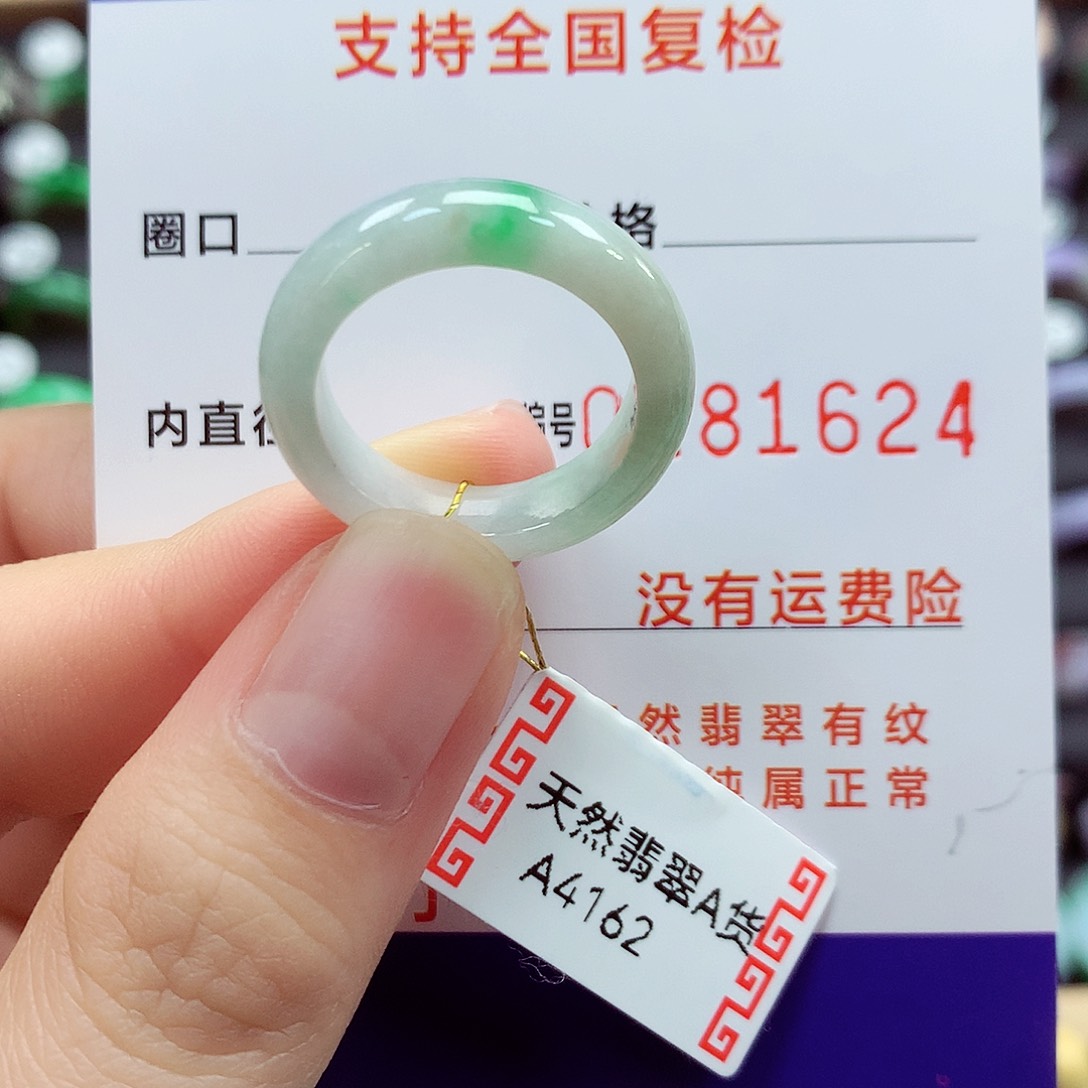 支持全国复检
圈口 格
内直径 编号 81624
没有运费险
然翡翠有纹
纯属正常
天然翡翠A货
A4162